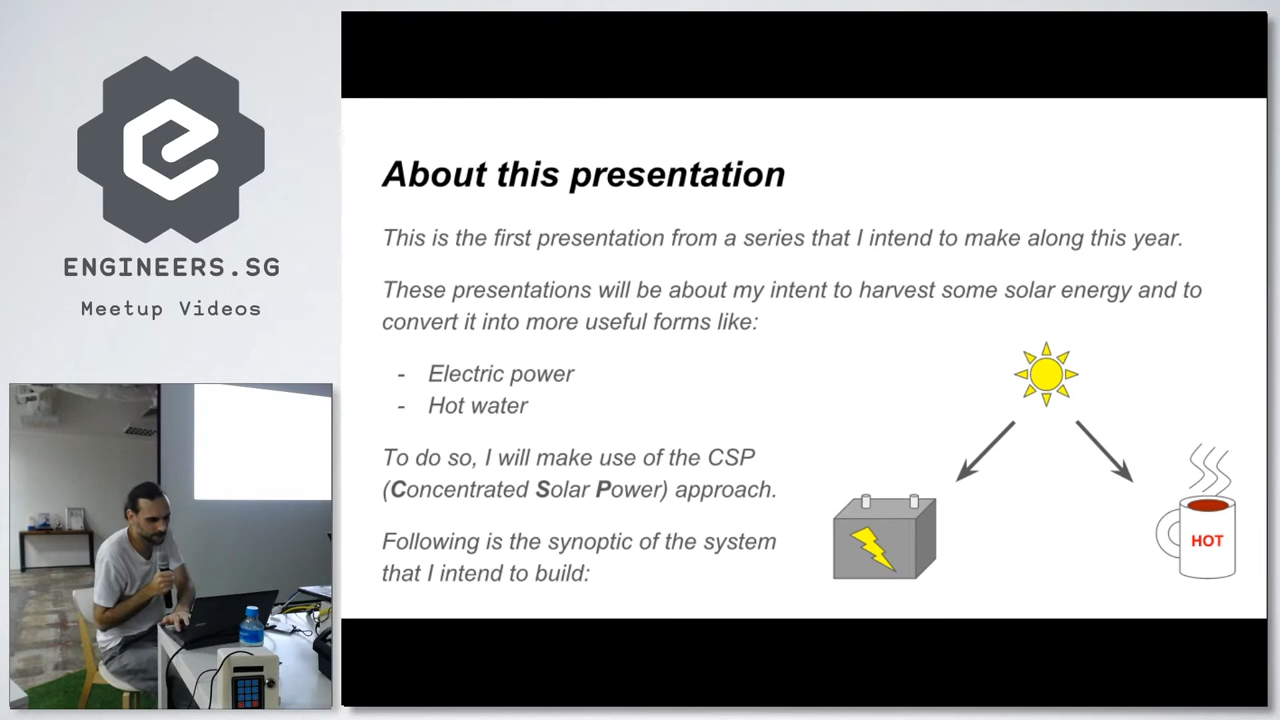 ENGINEERS.SG
Meetup Videos
About this presentation
This is the first presentation from a series that I intend to make along this year.
These presentations will be about my intent to harvest some solar energy and to
convert it into more useful forms like:
- Electric power
- Hot water
To do so, I will make use of the CSP
(Concentrated Solar Power) approach.
Following is the synoptic of the system
that I intend to build:
HOT